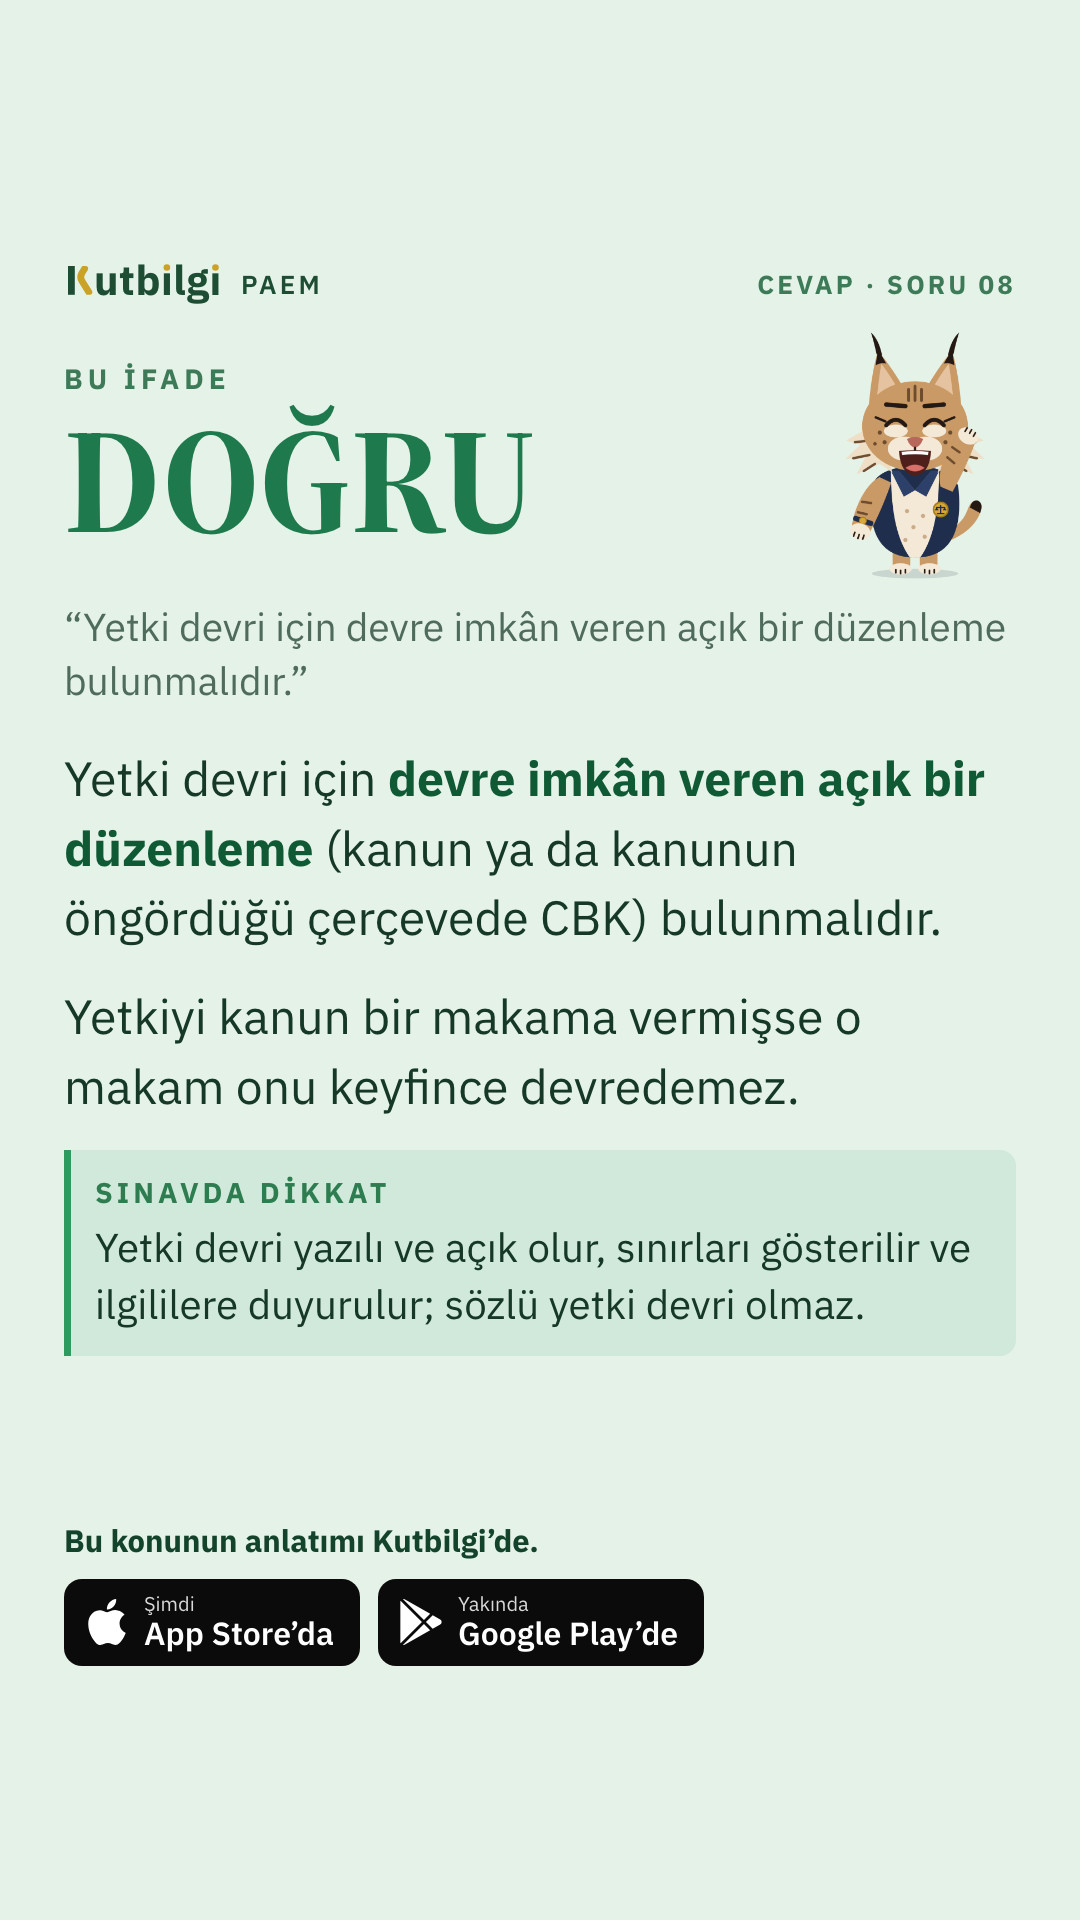 Kutbilgi PAEM
CEVAP · SORU 08
BU İFADE
DOĞRU
“Yetki devri için devre imkân veren açık bir düzenleme
bulunmalıdır.”
Yetki devri için devre imkân veren açık bir
düzenleme (kanun ya da kanunun
öngördüğü çerçevede CBK) bulunmalıdır.
Yetkiyi kanun bir makama vermişse o
makam onu keyfince devredemez.
SINAVDA DİKKAT
Yetki devri yazılı ve açık olur, sınırları gösterilir ve
ilgililere duyurulur; sözlü yetki devri olmaz.
Bu konunun anlatımı Kutbilgi’de.
Şimdi
App Store’da
Yakında
Google Play’de